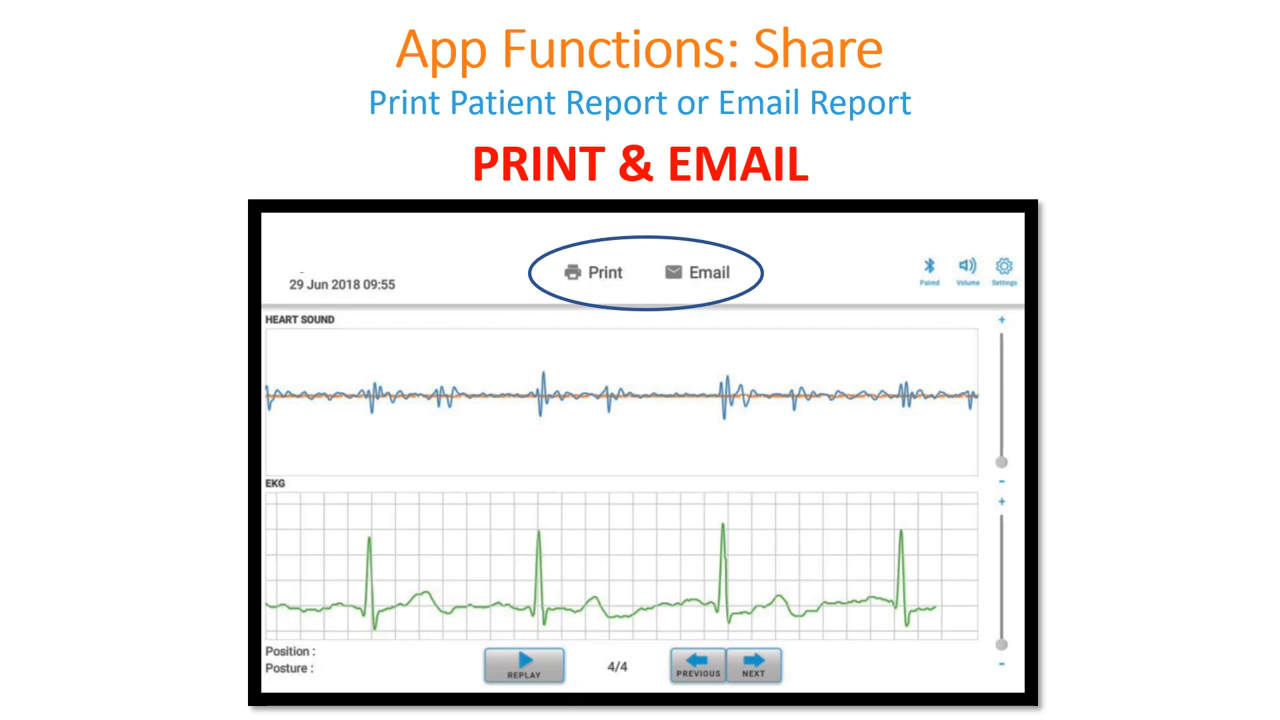 App Functions: Share
Print Patient Report or Email Report
PRINT & EMAIL
Print Email
29 Jun 2018 09:55
Paired Volume Settings
HEART SOUND
+
-
EKG
+
-
Position :
Posture :
REPLAY
4/4
PREVIOUS NEXT